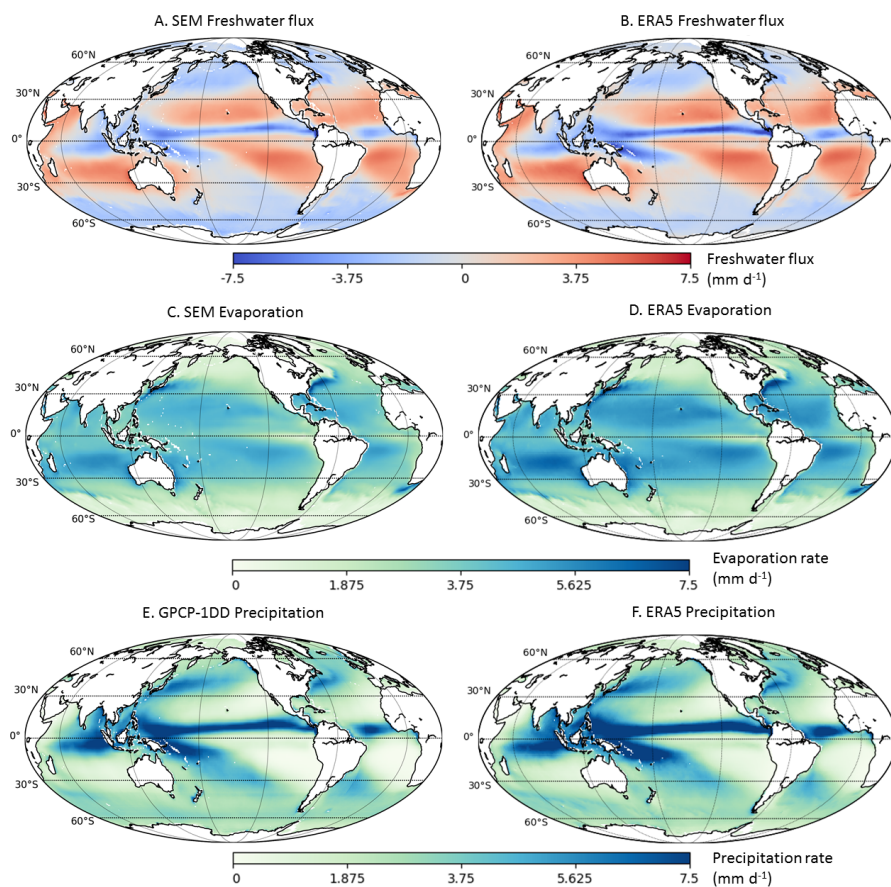 A. SEM Freshwater flux
B. ERA5 Freshwater flux
60°N
30°N
0°
30°S
60°S
60°N
30°N
0°
30°S
60°S
-7.5 -3.75 0 3.75 7.5
Freshwater flux
(mm d-1)
C. SEM Evaporation
D. ERA5 Evaporation
60°N
30°N
0°
30°S
60°S
60°N
30°N
0°
30°S
60°S
0 1.875 3.75 5.625 7.5
Evaporation rate
(mm d-1)
E. GPCP-1DD Precipitation
F. ERA5 Precipitation
60°N
30°N
0°
30°S
60°S
60°N
30°N
0°
30°S
60°S
0 1.875 3.75 5.625 7.5
Precipitation rate
(mm d-1)